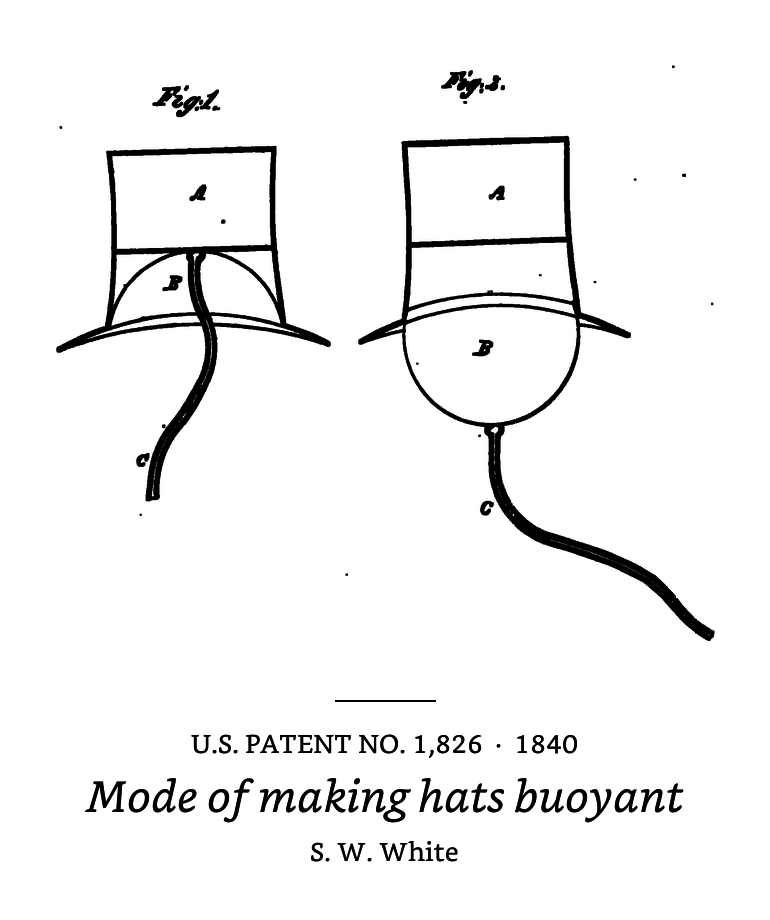 Fig. 1.
Fig. 2.
A
A
B
B
C
C
U.S. PATENT NO. 1,826 · 1840
Mode of making hats buoyant
S. W. White